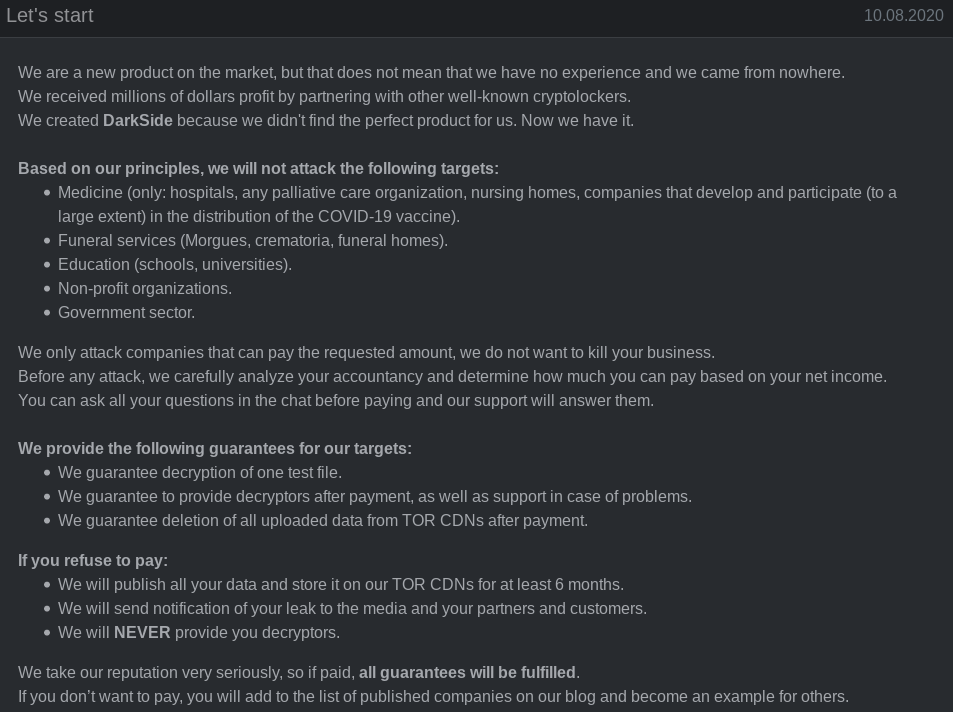 Let's start
10.08.2020
We are a new product on the market, but that does not mean that we have no experience and we came from nowhere.
We received millions of dollars profit by partnering with other well-known cryptolockers.
We created DarkSide because we didn't find the perfect product for us. Now we have it.
Based on our principles, we will not attack the following targets:
• Medicine (only: hospitals, any palliative care organization, nursing homes, companies that develop and participate (to a
large extent) in the distribution of the COVID-19 vaccine).
• Funeral services (Morgues, crematoria, funeral homes).
• Education (schools, universities).
• Non-profit organizations.
• Government sector.
We only attack companies that can pay the requested amount, we do not want to kill your business.
Before any attack, we carefully analyze your accountancy and determine how much you can pay based on your net income.
You can ask all your questions in the chat before paying and our support will answer them.
We provide the following guarantees for our targets:
• We guarantee decryption of one test file.
• We guarantee to provide decryptors after payment, as well as support in case of problems.
• We guarantee deletion of all uploaded data from TOR CDNs after payment.
If you refuse to pay:
• We will publish all your data and store it on our TOR CDNs for at least 6 months.
• We will send notification of your leak to the media and your partners and customers.
• We will NEVER provide you decryptors.
We take our reputation very seriously, so if paid, all guarantees will be fulfilled.
If you don’t want to pay, you will add to the list of published companies on our blog and become an example for others.